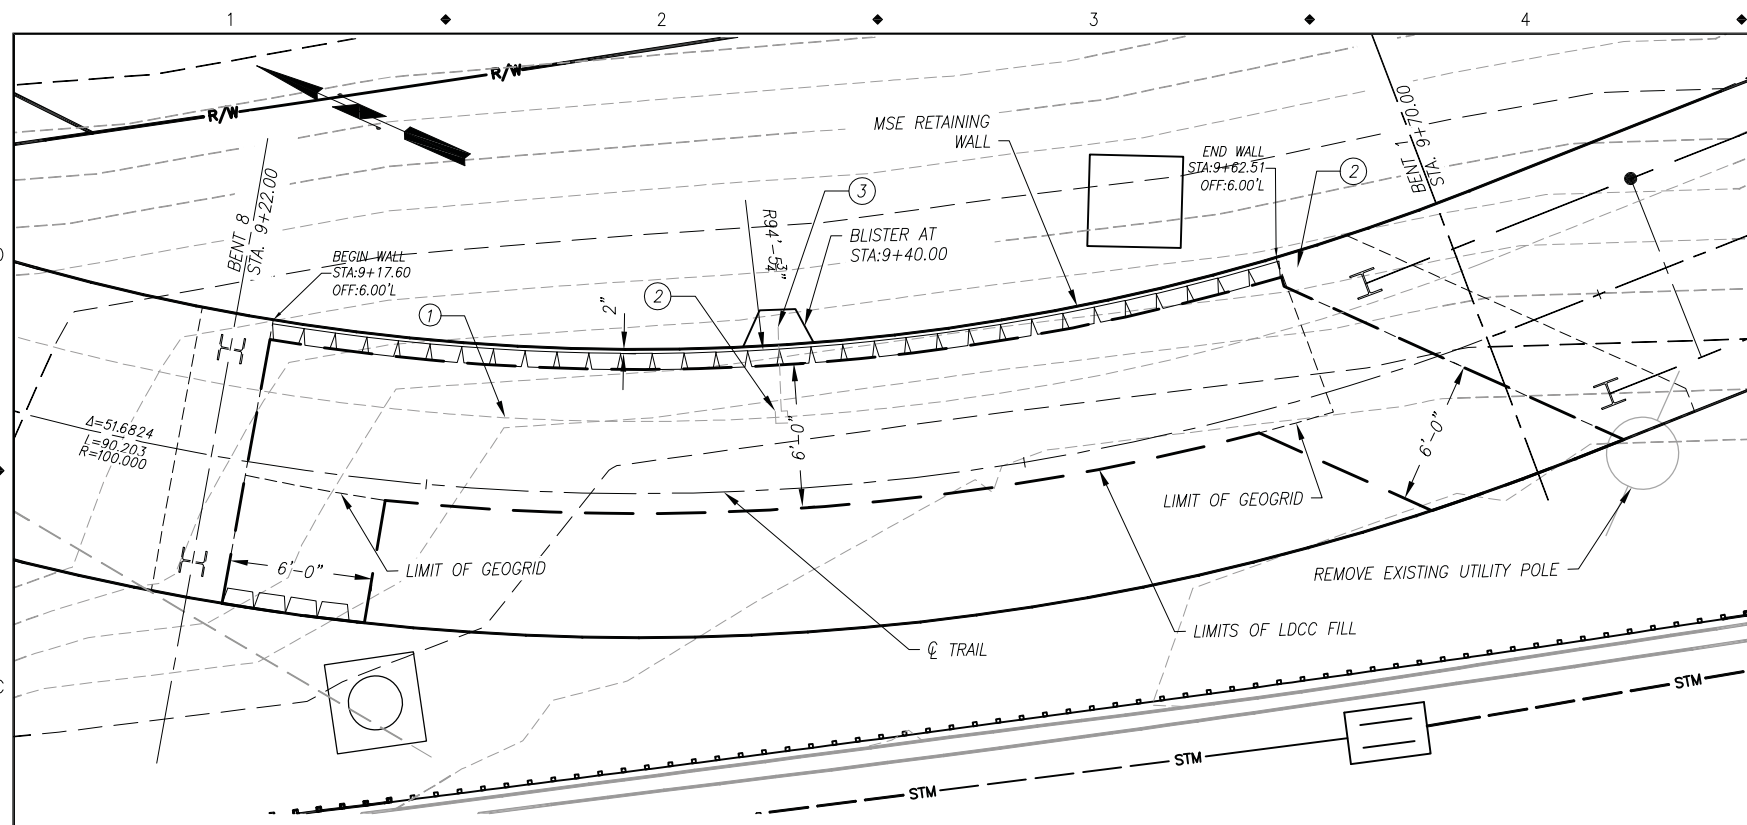 1
2
3
4
R/W
R/W
MSE RETAINING
WALL
END WALL
STA:9+62.51
OFF:6.00'L
2
BENT 1
STA. 9+70.00
BENT 8
STA. 9+22.00
3
R94'-5¾"
BLISTER AT
STA:9+40.00
BEGIN WALL
STA:9+17.60
OFF:6.00'L
1
2"
2
Δ=51.6824
L=90.203
R=100.000
6'-0"
6'-0"
LIMIT OF GEOGRID
6'-0"
LIMIT OF GEOGRID
REMOVE EXISTING UTILITY POLE
LIMITS OF LDCC FILL
℄ TRAIL
STM
STM
STM